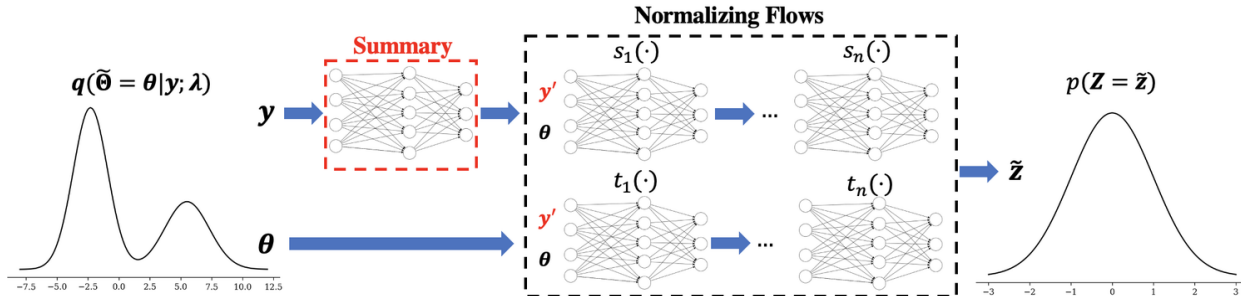 Normalizing Flows
Summary
s₁(·)
sₙ(·)
q(Θ̃ = θ|y; λ)
p(Z = z̃)
y
y′
θ
...
z̃
t₁(·)
tₙ(·)
θ
y′
θ
...
−7.5 −5.0 −2.5 0.0 2.5 5.0 7.5 10.0 12.5
−3 −2 −1 0 1 2 3